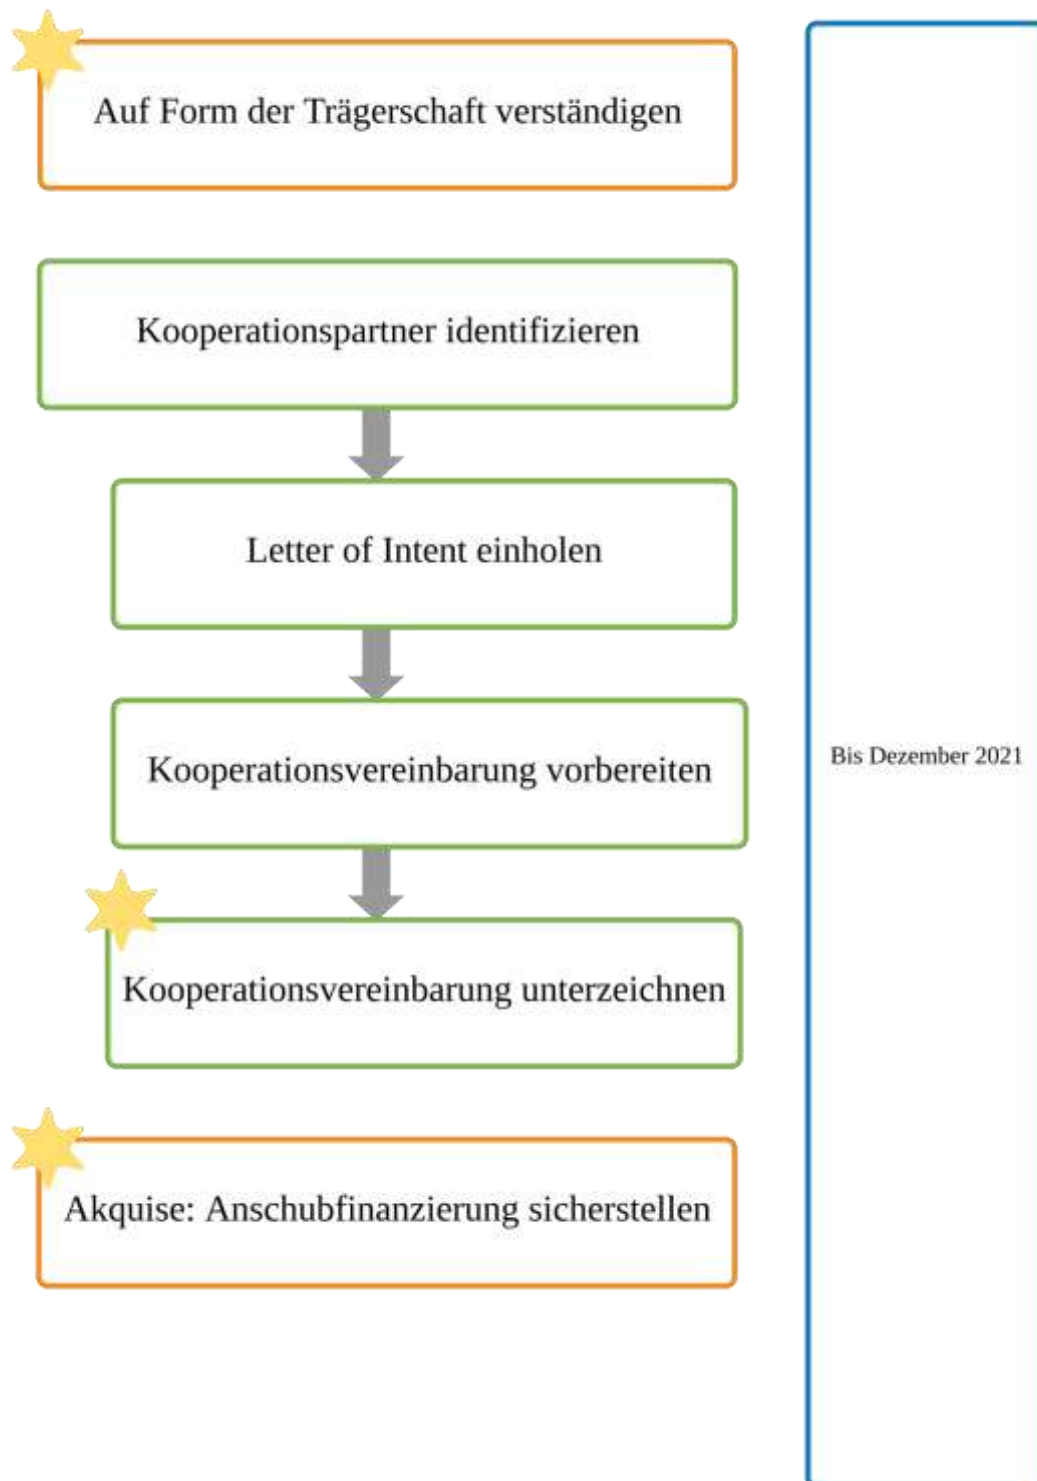 Auf Form der Trägerschaft verständigen
Kooperationspartner identifizieren
Letter of Intent einholen
Kooperationsvereinbarung vorbereiten
Bis Dezember 2021
Kooperationsvereinbarung unterzeichnen
Akquise: Anschubfinanzierung sicherstellen